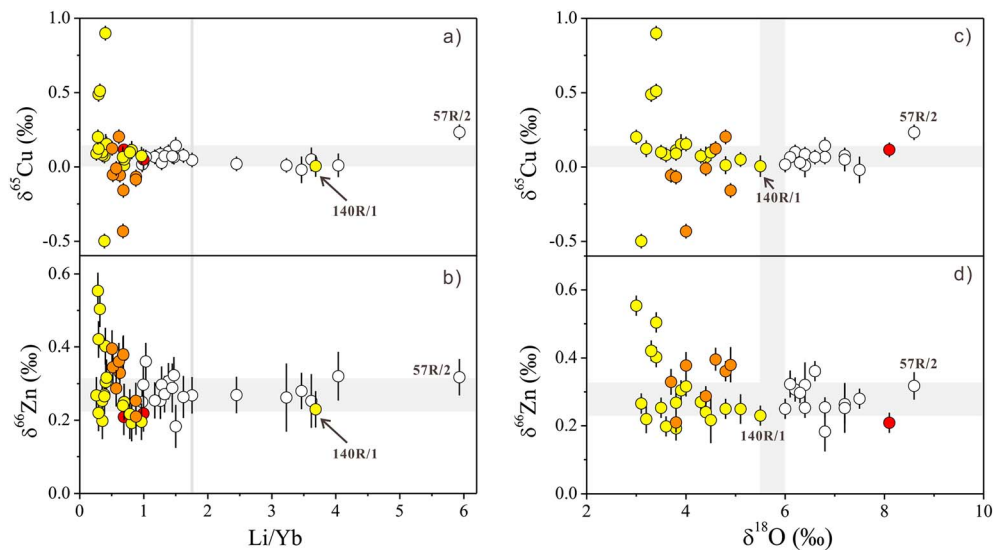 1.0
a)
57R/2
0.5
δ⁶⁵Cu (‰)
0.0
140R/1
-0.5
b)
0.6
57R/2
0.4
δ⁶⁶Zn (‰)
0.2
140R/1
0.0
0 1 2 3 4 5 6
Li/Yb
1.0
c)
57R/2
0.5
δ⁶⁵Cu (‰)
0.0
140R/1
-0.5
d)
0.6
57R/2
0.4
δ⁶⁶Zn (‰)
0.2
140R/1
0.0
2 4 6 8 10
δ¹⁸O (‰)